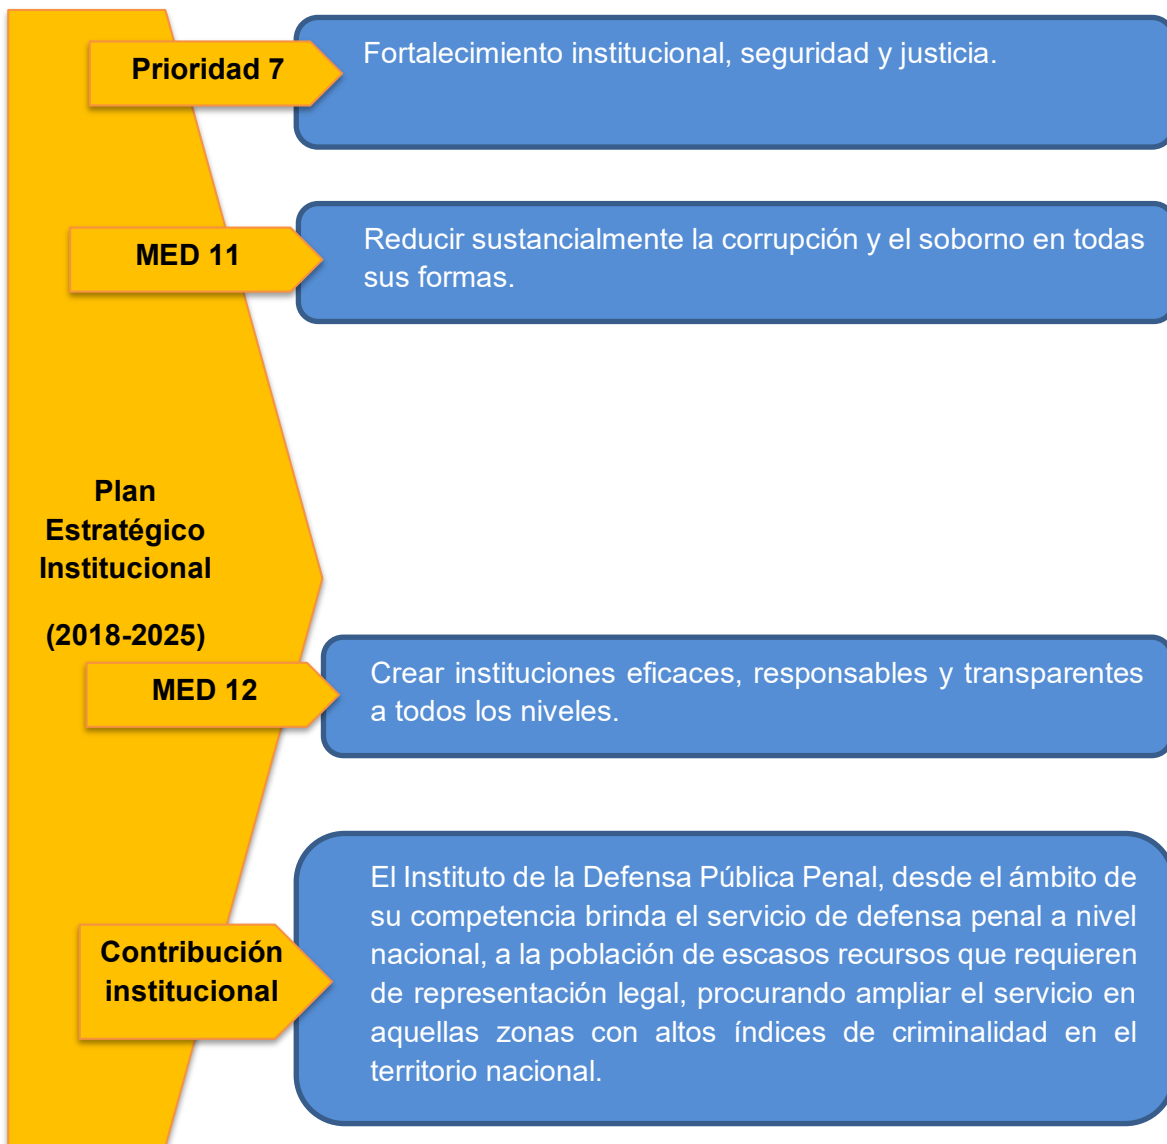 Prioridad 7
Fortalecimiento institucional, seguridad y justicia.
MED 11
Reducir sustancialmente la corrupción y el soborno en todas
sus formas.
Plan
Estratégico
Institucional
(2018-2025)
MED 12
Crear instituciones eficaces, responsables y transparentes
a todos los niveles.
Contribución
institucional
El Instituto de la Defensa Pública Penal, desde el ámbito de
su competencia brinda el servicio de defensa penal a nivel
nacional, a la población de escasos recursos que requieren
de representación legal, procurando ampliar el servicio en
aquellas zonas con altos índices de criminalidad en el
territorio nacional.